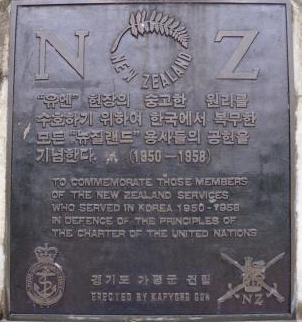 N Z
NEW ZEALAND
"유엔" 헌장의 숭고한 원리를
수호하기 위하여 한국에서 복무한
모든 "뉴질랜드" 용사들의 공헌을
기념한다. (1950-1958)
TO COMMEMORATE THOSE MEMBERS
OF THE NEW ZEALAND SERVICES
WHO SERVED IN KOREA 1950-1958
IN DEFENCE OF THE PRINCIPLES OF
THE CHARTER OF THE UNITED NATIONS
경기도 가평군 건립
ERECTED BY KAPYONG GUN
NZ